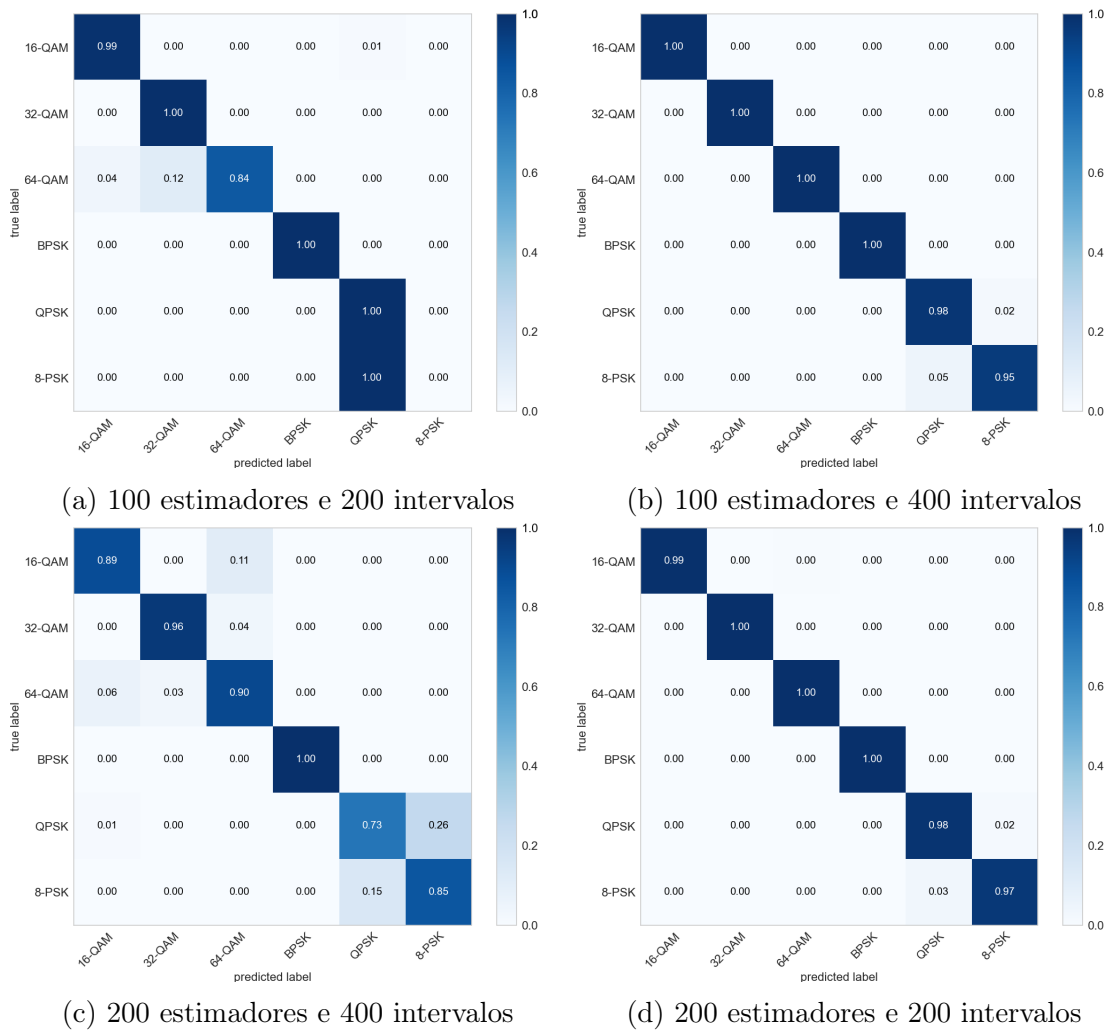 16-QAM 0.99 0.00 0.00 0.00 0.01 0.00
32-QAM 0.00 1.00 0.00 0.00 0.00 0.00
64-QAM 0.04 0.12 0.84 0.00 0.00 0.00
BPSK 0.00 0.00 0.00 1.00 0.00 0.00
QPSK 0.00 0.00 0.00 0.00 1.00 0.00
8-PSK 0.00 0.00 0.00 0.00 1.00 0.00
true label
16-QAM 32-QAM 64-QAM BPSK QPSK 8-PSK
predicted label
1.0
0.8
0.6
0.4
0.2
0.0
(a) 100 estimadores e 200 intervalos
16-QAM 1.00 0.00 0.00 0.00 0.00 0.00
32-QAM 0.00 1.00 0.00 0.00 0.00 0.00
64-QAM 0.00 0.00 1.00 0.00 0.00 0.00
BPSK 0.00 0.00 0.00 1.00 0.00 0.00
QPSK 0.00 0.00 0.00 0.00 0.98 0.02
8-PSK 0.00 0.00 0.00 0.00 0.05 0.95
true label
16-QAM 32-QAM 64-QAM BPSK QPSK 8-PSK
predicted label
1.0
0.8
0.6
0.4
0.2
0.0
(b) 100 estimadores e 400 intervalos
16-QAM 0.89 0.00 0.11 0.00 0.00 0.00
32-QAM 0.00 0.96 0.04 0.00 0.00 0.00
64-QAM 0.06 0.03 0.90 0.00 0.00 0.00
BPSK 0.00 0.00 0.00 1.00 0.00 0.00
QPSK 0.01 0.00 0.00 0.00 0.73 0.26
8-PSK 0.00 0.00 0.00 0.00 0.15 0.85
true label
16-QAM 32-QAM 64-QAM BPSK QPSK 8-PSK
predicted label
1.0
0.8
0.6
0.4
0.2
0.0
(c) 200 estimadores e 400 intervalos
16-QAM 0.99 0.00 0.00 0.00 0.00 0.00
32-QAM 0.00 1.00 0.00 0.00 0.00 0.00
64-QAM 0.00 0.00 1.00 0.00 0.00 0.00
BPSK 0.00 0.00 0.00 1.00 0.00 0.00
QPSK 0.00 0.00 0.00 0.00 0.98 0.02
8-PSK 0.00 0.00 0.00 0.00 0.03 0.97
true label
16-QAM 32-QAM 64-QAM BPSK QPSK 8-PSK
predicted label
1.0
0.8
0.6
0.4
0.2
0.0
(d) 200 estimadores e 200 intervalos